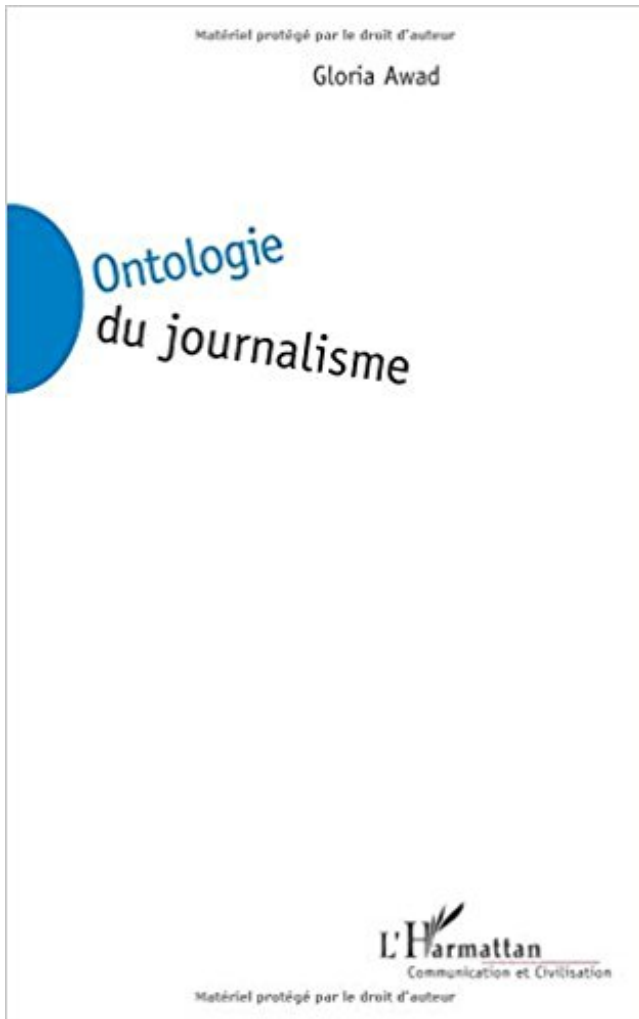 Matériel protégé par le droit d'auteur
Gloria Awad
Ontologie
du journalisme
L'Harmattan
Communication et Civilisation
Matériel protégé par le droit d'auteur